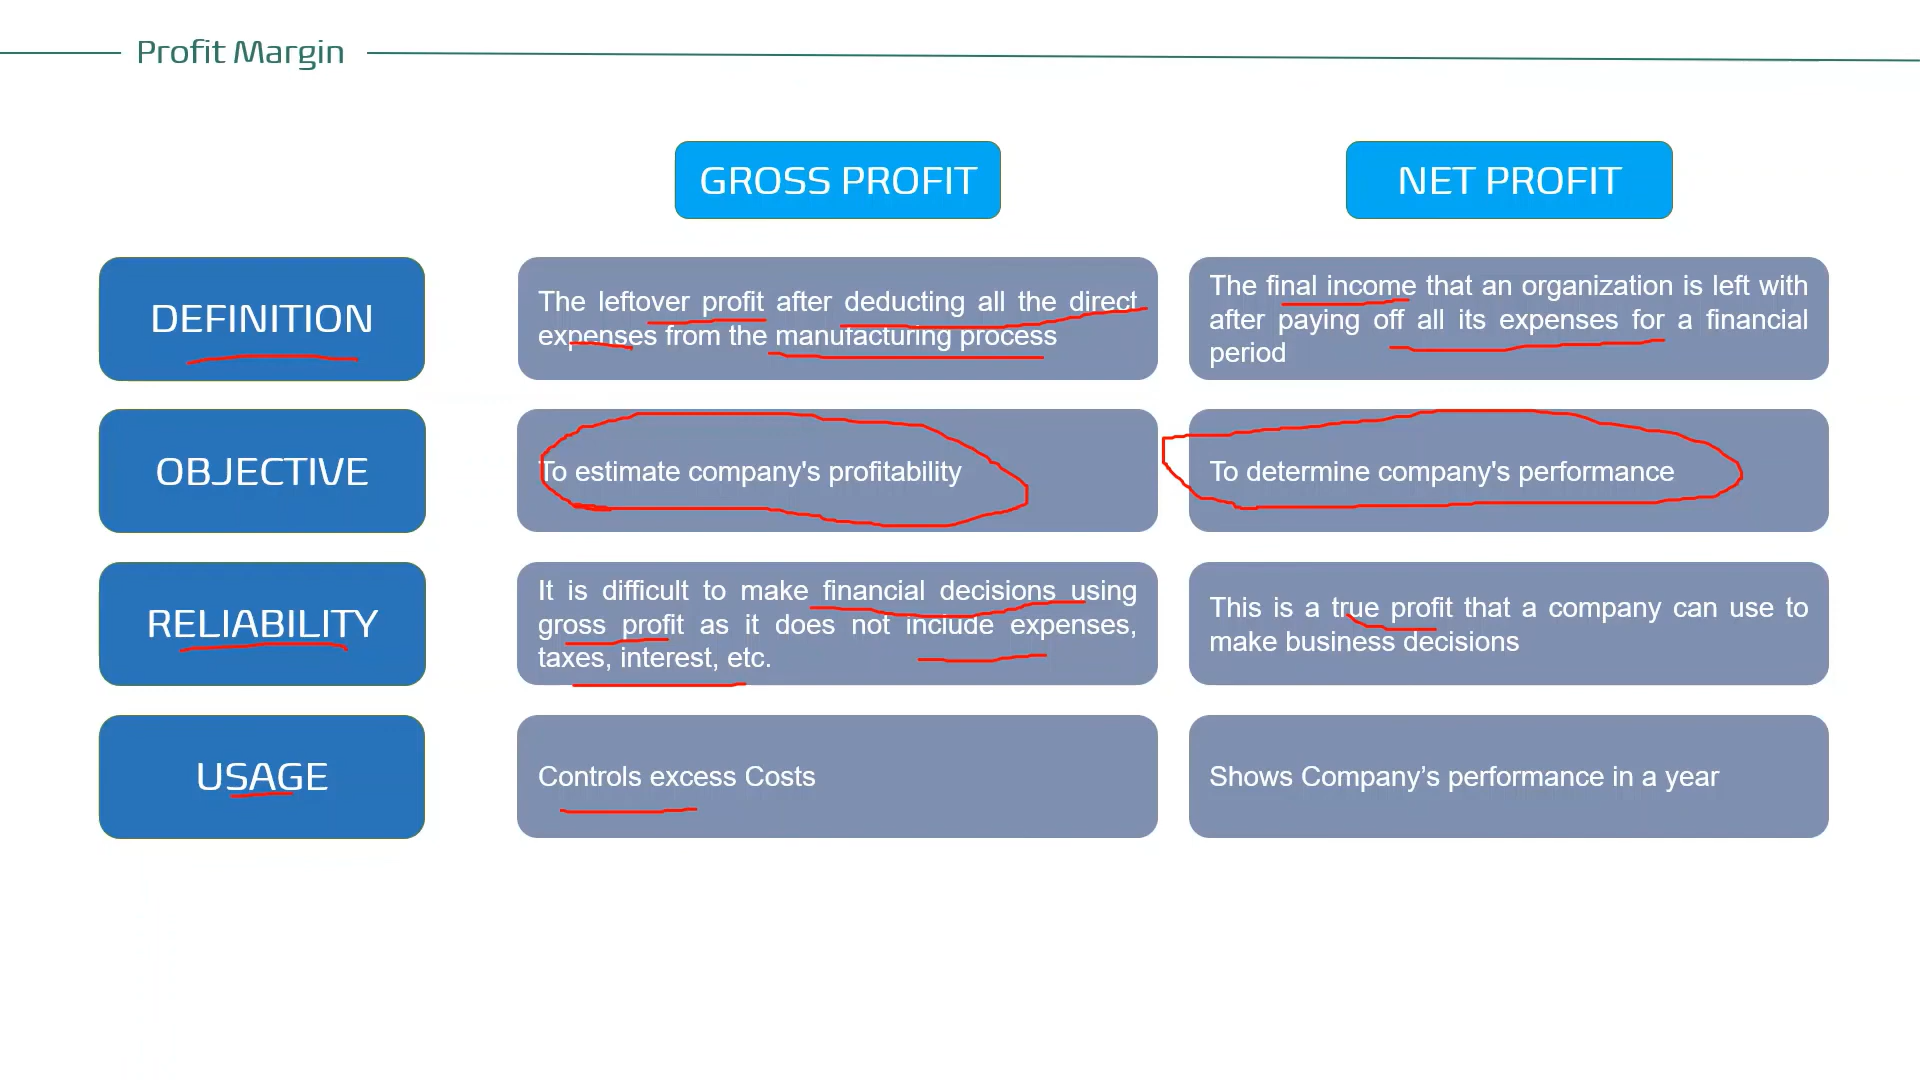 Profit Margin
GROSS PROFIT
NET PROFIT
DEFINITION
The leftover profit after deducting all the direct
expenses from the manufacturing process
The final income that an organization is left with
after paying off all its expenses for a financial
period
OBJECTIVE
To estimate company's profitability
To determine company's performance
RELIABILITY
It is difficult to make financial decisions using
gross profit as it does not include expenses,
taxes, interest, etc.
This is a true profit that a company can use to
make business decisions
USAGE
Controls excess Costs
Shows Company’s performance in a year